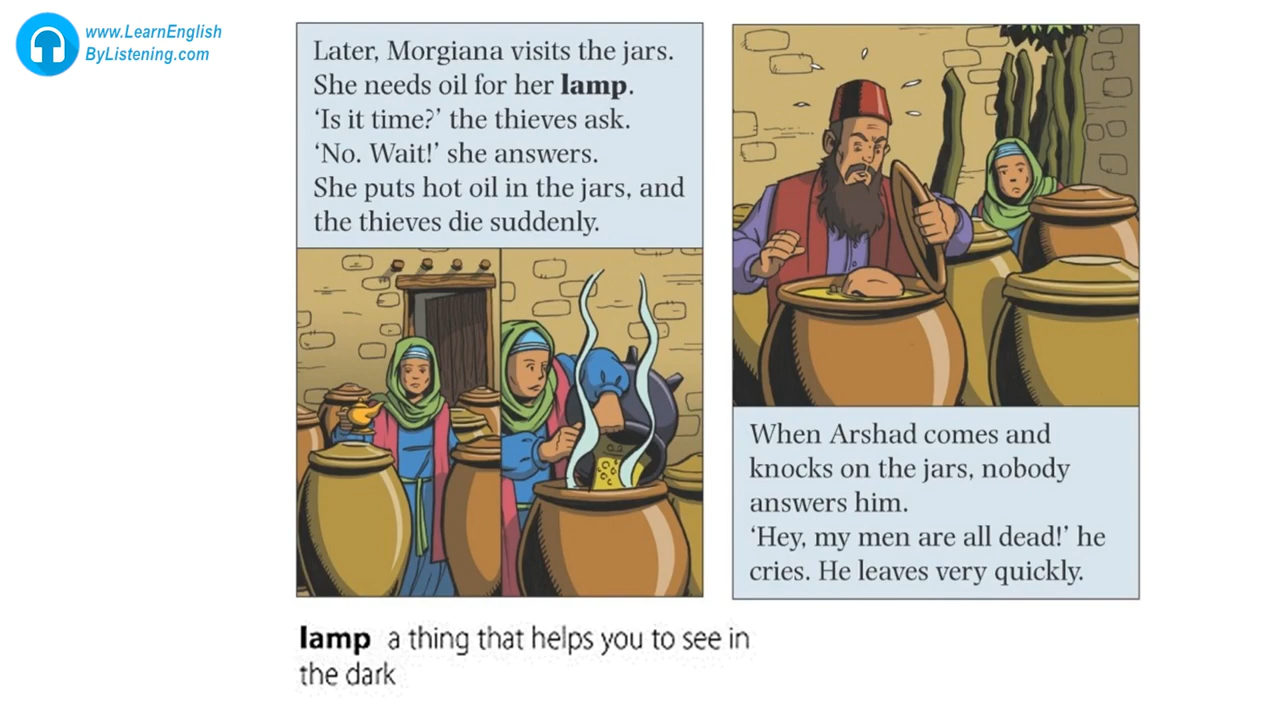 www.LearnEnglish
ByListening.com
Later, Morgiana visits the jars.
She needs oil for her lamp.
‘Is it time?’ the thieves ask.
‘No. Wait!’ she answers.
She puts hot oil in the jars, and
the thieves die suddenly.
When Arshad comes and
knocks on the jars, nobody
answers him.
‘Hey, my men are all dead!’ he
cries. He leaves very quickly.
lamp a thing that helps you to see in
the dark